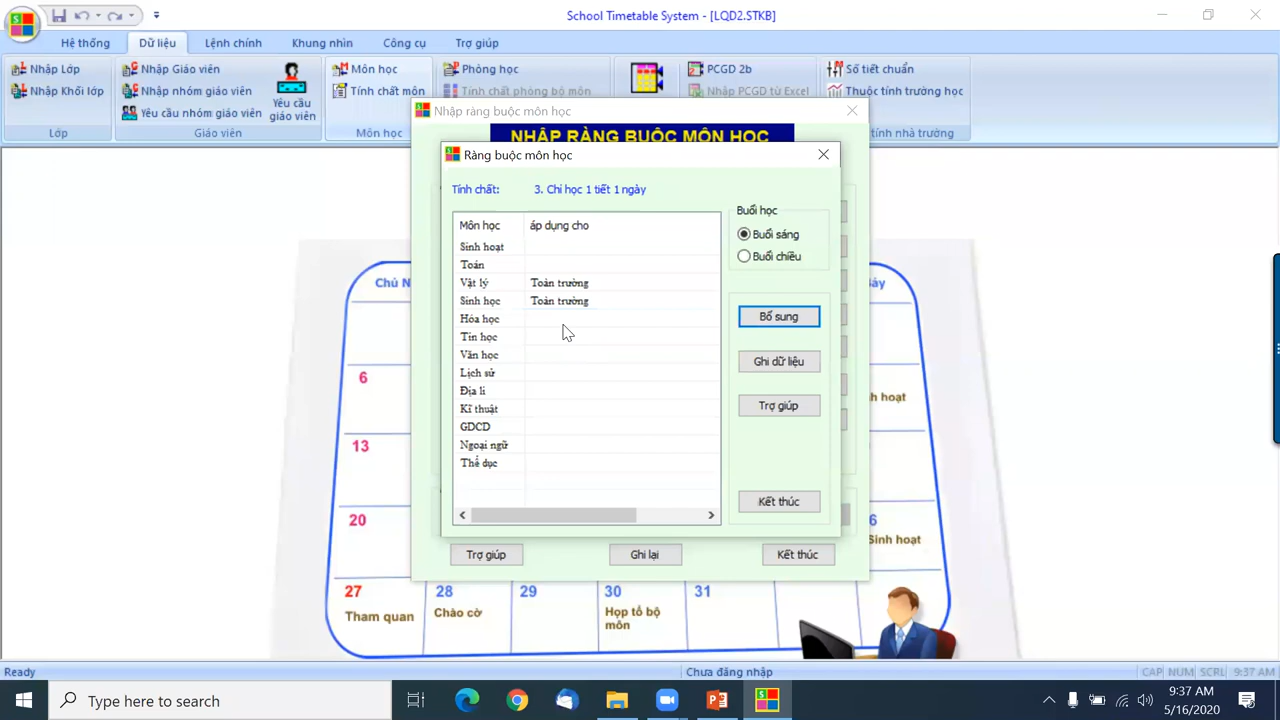 School Timetable System - [LQD2.STKB]
Hệ thống
Dữ liệu
Lệnh chính
Khung nhìn
Công cụ
Trợ giúp
Nhập Lớp
Nhập Khối lớp
Lớp
Nhập Giáo viên
Nhập nhóm giáo viên
Yêu cầu nhóm giáo viên
Yêu cầu
giáo viên
Giáo viên
Môn học
Tính chất môn
Môn học
Phòng học
Tính chất phòng bộ môn
PCGD 2b
Nhập PCGD từ Excel
Số tiết chuẩn
Thuộc tính trường học
tính nhà trường
Nhập ràng buộc môn học
NHẬP RÀNG BUỘC MÔN HỌC
Ràng buộc môn học
Tính chất:
3. Chỉ học 1 tiết 1 ngày
Môn học
áp dụng cho
Sinh hoạt
Toán
Vật lý
Toàn trường
Sinh học
Toàn trường
Hóa học
Tin học
Văn học
Lịch sử
Địa lí
Kĩ thuật
GDCD
Ngoại ngữ
Thể dục
Buổi học
Buổi sáng
Buổi chiều
Bổ sung
Ghi dữ liệu
Trợ giúp
Kết thúc
Trợ giúp
Ghi lại
Kết thúc
Chủ N
ảy
6
h hoạt
13
20
6
Sinh hoạt
27
Tham quan
28
Chào cờ
29
30
Họp tổ bộ
môn
31
Ready
Chưa đăng nhập
CAP NUM SCRL 9:37 AM
Type here to search
9:37 AM
5/16/2020